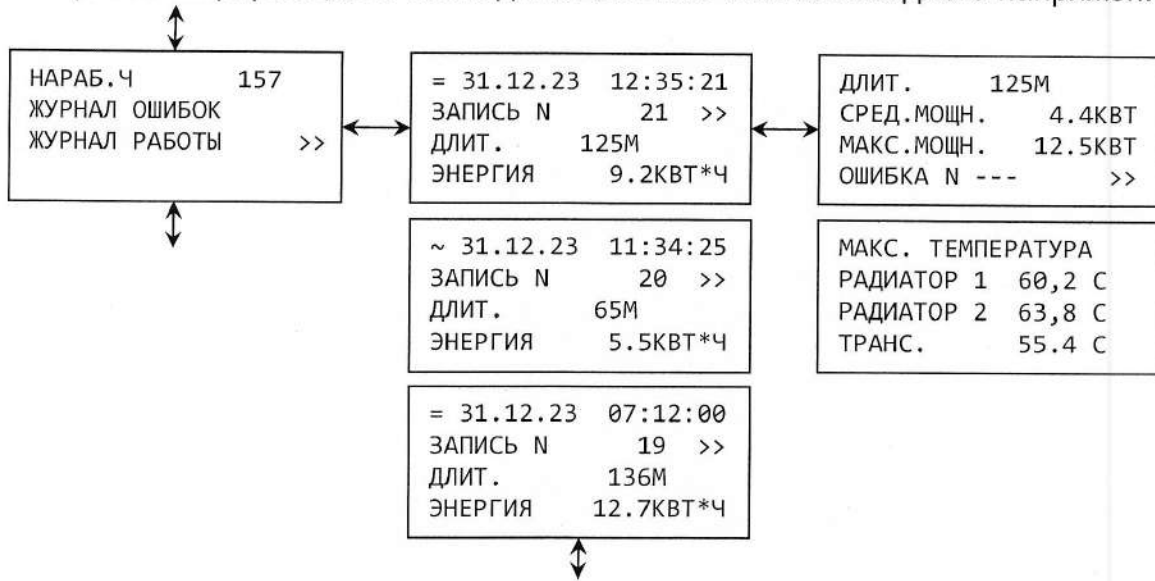 НАРАБ.Ч 157
ЖУРНАЛ ОШИБОК
ЖУРНАЛ РАБОТЫ >>
= 31.12.23 12:35:21
ЗАПИСЬ N 21 >>
ДЛИТ. 125М
ЭНЕРГИЯ 9.2КВТ*Ч
ДЛИТ. 125М
СРЕД.МОЩН. 4.4КВТ
МАКС.МОЩН. 12.5КВТ
ОШИБКА N --- >>
~ 31.12.23 11:34:25
ЗАПИСЬ N 20 >>
ДЛИТ. 65М
ЭНЕРГИЯ 5.5КВТ*Ч
МАКС. ТЕМПЕРАТУРА
РАДИАТОР 1 60,2 С
РАДИАТОР 2 63,8 С
ТРАНС. 55.4 С
= 31.12.23 07:12:00
ЗАПИСЬ N 19 >>
ДЛИТ. 136М
ЭНЕРГИЯ 12.7КВТ*Ч